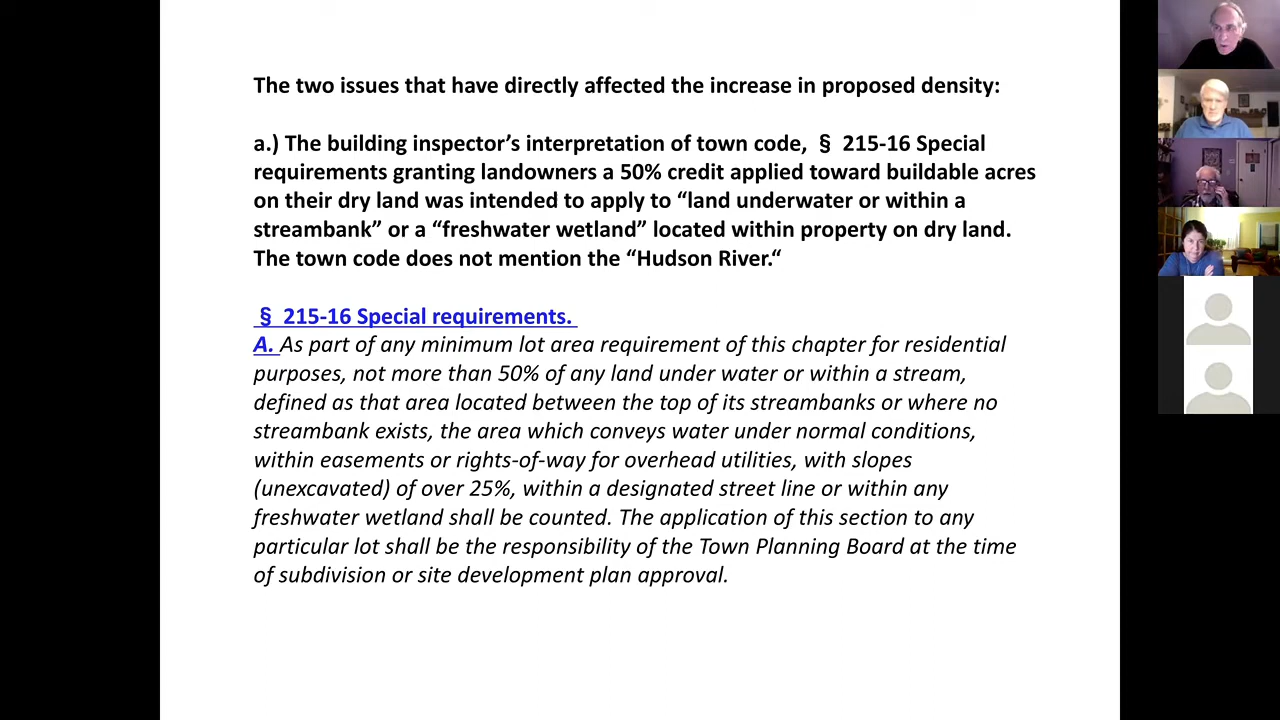 The two issues that have directly affected the increase in proposed density:
a.) The building inspector’s interpretation of town code, § 215-16 Special
requirements granting landowners a 50% credit applied toward buildable acres
on their dry land was intended to apply to “land underwater or within a
streambank” or a “freshwater wetland” located within property on dry land.
The town code does not mention the “Hudson River.“
§ 215-16 Special requirements.
A. As part of any minimum lot area requirement of this chapter for residential
purposes, not more than 50% of any land under water or within a stream,
defined as that area located between the top of its streambanks or where no
streambank exists, the area which conveys water under normal conditions,
within easements or rights-of-way for overhead utilities, with slopes
(unexcavated) of over 25%, within a designated street line or within any
freshwater wetland shall be counted. The application of this section to any
particular lot shall be the responsibility of the Town Planning Board at the time
of subdivision or site development plan approval.